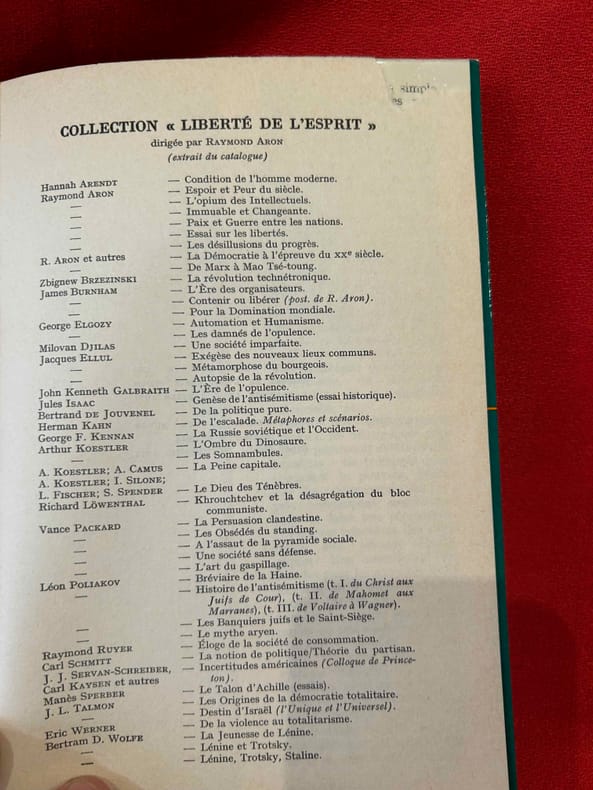 simpl
es
COLLECTION « LIBERTÉ DE L'ESPRIT »
dirigée par RAYMOND ARON
(extrait du catalogue)
Hannah ARENDT — Condition de l'homme moderne.
Raymond ARON — Espoir et Peur du siècle.
— — L'opium des Intellectuels.
— — Immuable et Changeante.
— — Paix et Guerre entre les nations.
— — Essai sur les libertés.
— — Les désillusions du progrès.
R. ARON et autres — La Démocratie à l'épreuve du XXe siècle.
— — De Marx à Mao Tsé-toung.
Zbignew BRZEZINSKI — La révolution technétronique.
James BURNHAM — L'Ère des organisateurs.
— — Contenir ou libérer (post. de R. Aron).
— — Pour la Domination mondiale.
George ELGOZY — Automation et Humanisme.
— — Les damnés de l'opulence.
Milovan DJILAS — Une société imparfaite.
Jacques ELLUL — Exégèse des nouveaux lieux communs.
— — Métamorphose du bourgeois.
— — Autopsie de la révolution.
John Kenneth GALBRAITH — L'Ère de l'opulence.
Jules ISAAC — Genèse de l'antisémitisme (essai historique).
Bertrand DE JOUVENEL — De la politique pure.
Herman KAHN — De l'escalade. Métaphores et scénarios.
George F. KENNAN — La Russie soviétique et l'Occident.
Arthur KOESTLER — L'Ombre du Dinosaure.
— — Les Somnambules.
A. KOESTLER; A. CAMUS — La Peine capitale.
A. KOESTLER; I. SILONE;
L. FISCHER; S. SPENDER — Le Dieu des Ténèbres.
Richard LÖWENTHAL — Khrouchtchev et la désagrégation du bloc
communiste.
Vance PACKARD — La Persuasion clandestine.
— — Les Obsédés du standing.
— — A l'assaut de la pyramide sociale.
— — Une société sans défense.
— — L'art du gaspillage.
Léon POLIAKOV — Bréviaire de la Haine.
— — Histoire de l'antisémitisme (t. I. du Christ aux
Juifs de Cour), (t. II. de Mahomet aux
Marranes), (t. III. de Voltaire à Wagner).
— — Les Banquiers juifs et le Saint-Siège.
— — Le mythe aryen.
Raymond RUYER — Éloge de la société de consommation.
Carl SCHMITT — La notion de politique/Théorie du partisan.
J. J. SERVAN-SCHREIBER, — Incertitudes américaines (Colloque de Prince-
Carl KAYSEN et autres ton).
Manès SPERBER — Le Talon d'Achille (essais).
J. L. TALMON — Les Origines de la démocratie totalitaire.
— — Destin d'Israël (l'Unique et l'Universel).
Eric WERNER — De la violence au totalitarisme.
Bertram D. WOLFE — La Jeunesse de Lénine.
— — Lénine et Trotsky.
— — Lénine, Trotsky, Staline.